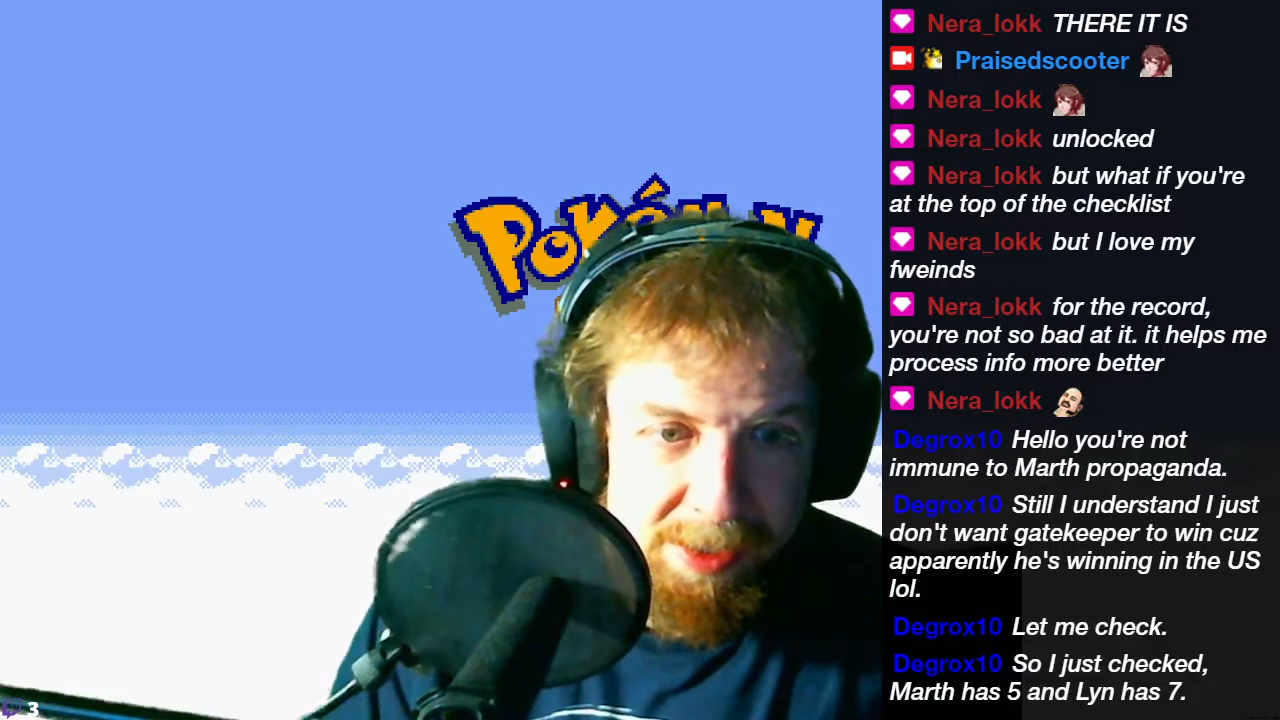 Nera_lokk THERE IT IS
Praisedscooter
Nera_lokk
Nera_lokk unlocked
Nera_lokk but what if you're
at the top of the checklist
Nera_lokk but I love my
fweinds
Nera_lokk for the record,
you're not so bad at it. it helps me
process info more better
Nera_lokk
Degrox10 Hello you're not
immune to Marth propaganda.
Degrox10 Still I understand I just
don't want gatekeeper to win cuz
apparently he's winning in the US
lol.
Degrox10 Let me check.
Degrox10 So I just checked,
Marth has 5 and Lyn has 7.
3